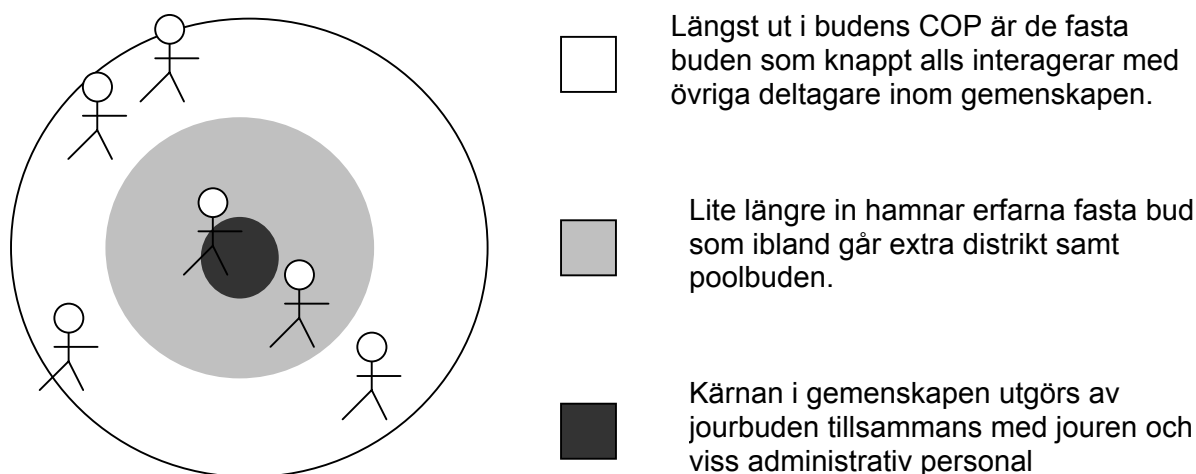 Längst ut i budens COP är de fasta
buden som knappt alls interagerar med
övriga deltagare inom gemenskapen.
Lite längre in hamnar erfarna fasta bud
som ibland går extra distrikt samt
poolbuden.
Kärnan i gemenskapen utgörs av
jourbuden tillsammans med jouren och
viss administrativ personal